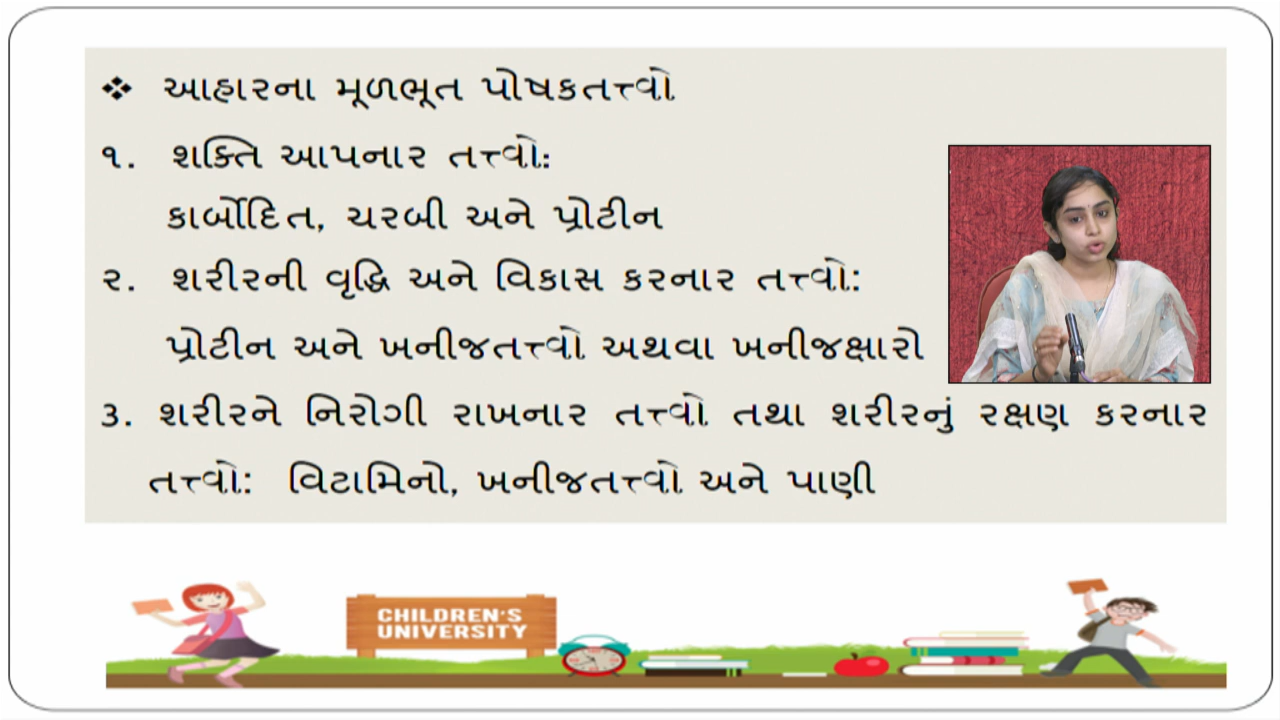 ❖ આહારના મૂળભૂત પોષકતત્ત્વો
૧. શક્તિ આપનાર તત્ત્વો:
કાર્બોદિત, ચરબી અને પ્રોટીન
૨. શરીરની વૃદ્ધિ અને વિકાસ કરનાર તત્ત્વો:
પ્રોટીન અને ખનીજતત્ત્વો અથવા ખનીજક્ષારો
૩. શરીરને નિરોગી રાખનાર તત્ત્વો તથા શરીરનું રક્ષણ કરનાર
તત્ત્વો: વિટામિનો, ખનીજતત્ત્વો અને પાણી
CHILDREN'S
UNIVERSITY